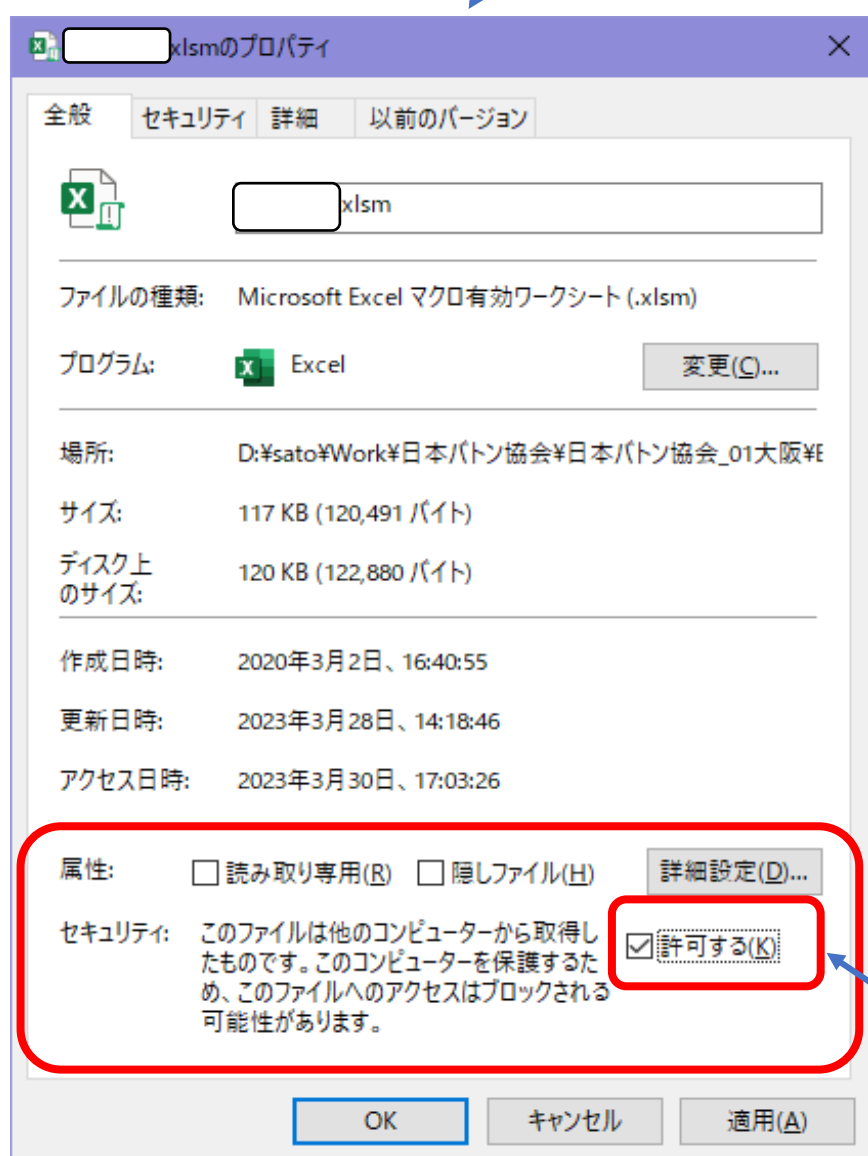 xlsmのプロパティ
全般 セキュリティ 詳細 以前のバージョン
xlsm
ファイルの種類: Microsoft Excel マクロ有効ワークシート (.xlsm)
プログラム: Excel 変更(C)...
場所: D:¥sato¥Work¥日本バトン協会¥日本バトン協会_01大阪¥E
サイズ: 117 KB (120,491 バイト)
ディスク上
のサイズ: 120 KB (122,880 バイト)
作成日時: 2020年3月2日、16:40:55
更新日時: 2023年3月28日、14:18:46
アクセス日時: 2023年3月30日、17:03:26
属性: 読み取り専用(R) 隠しファイル(H) 詳細設定(D)...
セキュリティ: このファイルは他のコンピューターから取得し 許可する(K)
たものです。このコンピューターを保護するた
め、このファイルへのアクセスはブロックされる
可能性があります。
OK キャンセル 適用(A)